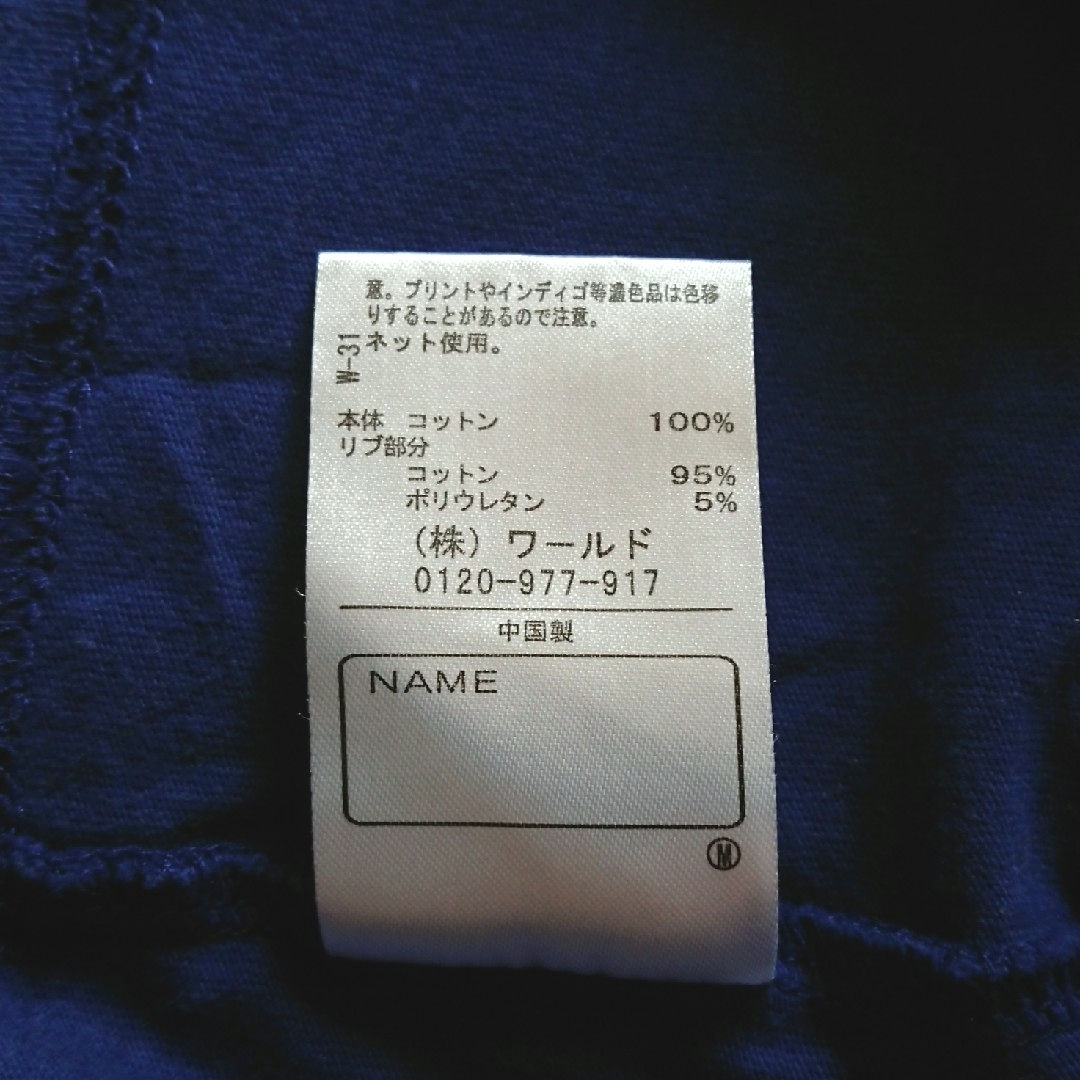 意。プリントやインディゴ等濃色品は色移
りすることがあるので注意。
ネット使用。
W-31
本体 コットン 100%
リブ部分
コットン 95%
ポリウレタン 5%
(株) ワールド
0120-977-917
中国製
NAME
M